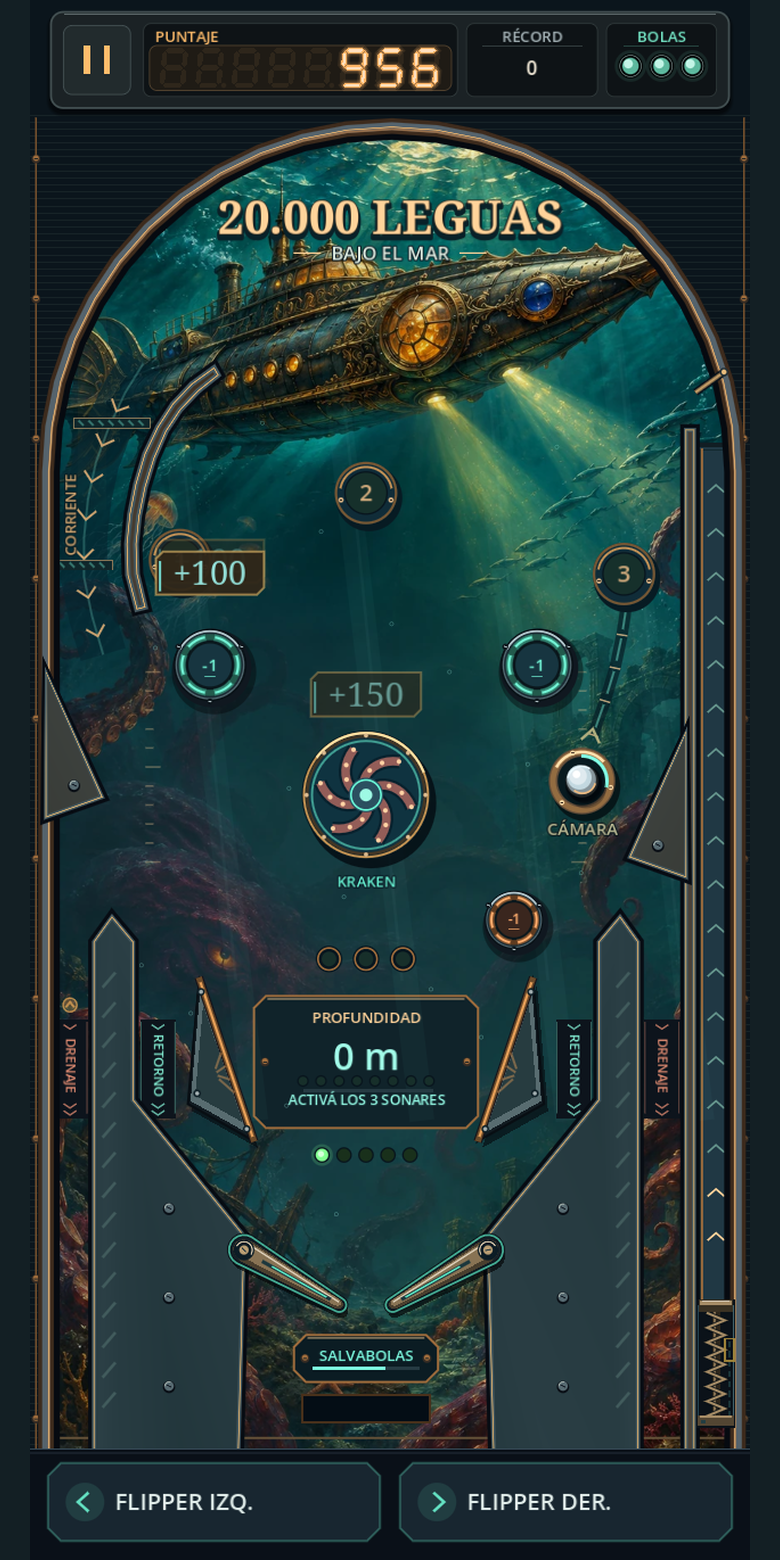 PUNTAJE
956
RÉCORD
0
BOLAS
20.000 LEGUAS
BAJO EL MAR
CORRIENTE
2
3
+100
-1
-1
+150
CÁMARA
KRAKEN
-1
PROFUNDIDAD
0 m
ACTIVÁ LOS 3 SONARES
DRENAJE
RETORNO
RETORNO
DRENAJE
SALVABOLAS
FLIPPER IZQ.
FLIPPER DER.